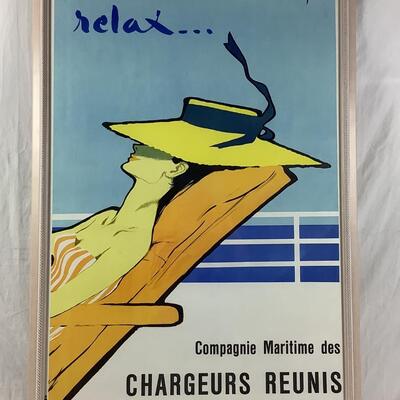 relax...
Compagnie Maritime des
CHARGEURS REUNIS